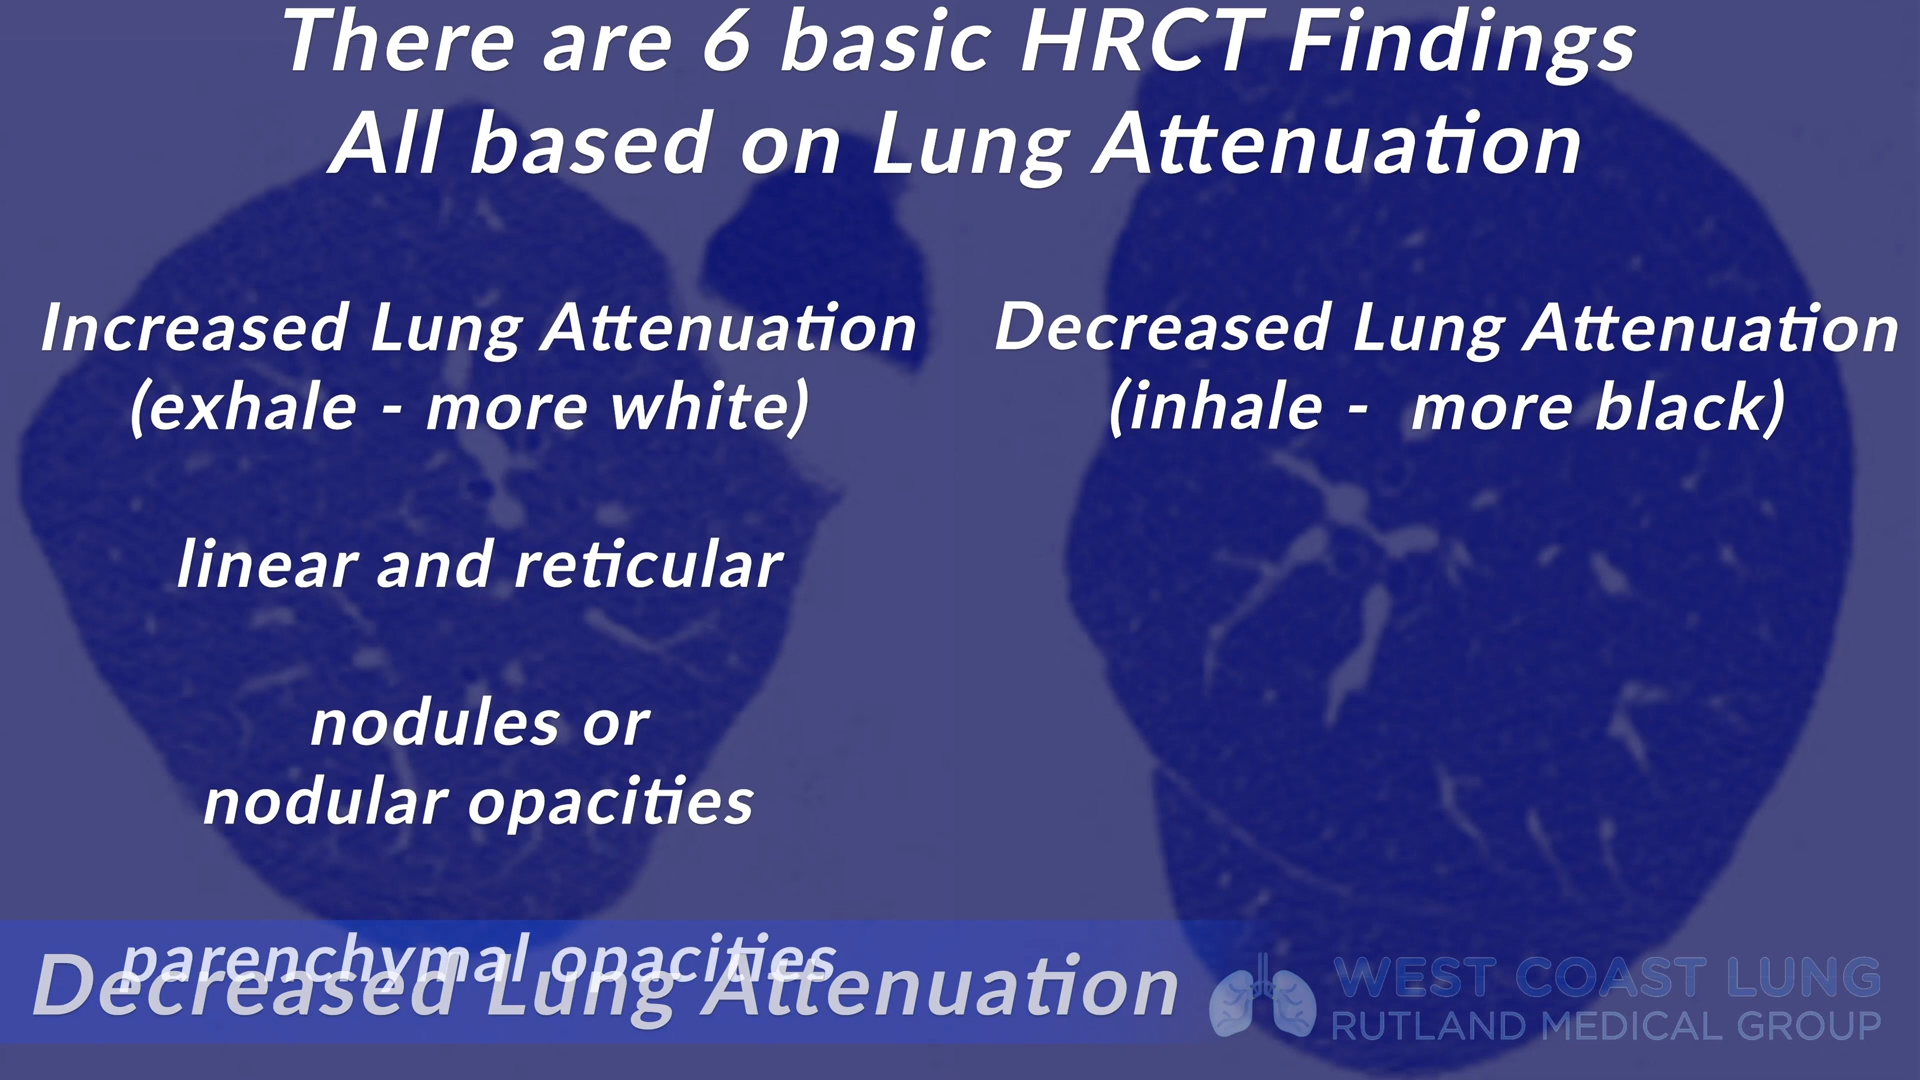 There are 6 basic HRCT Findings
All based on Lung Attenuation
Increased Lung Attenuation
(exhale - more white)
linear and reticular
nodules or
nodular opacities
parenchymal opacities
Decreased Lung Attenuation
(inhale - more black)
Decreased Lung Attenuation
WEST COAST LUNG
RUTLAND MEDICAL GROUP